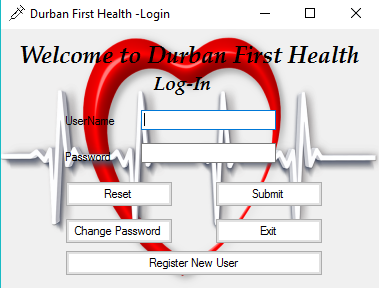 Durban First Health -Login
Welcome to Durban First Health
Log-In
UserName
Password
Reset Submit
Change Password Exit
Register New User